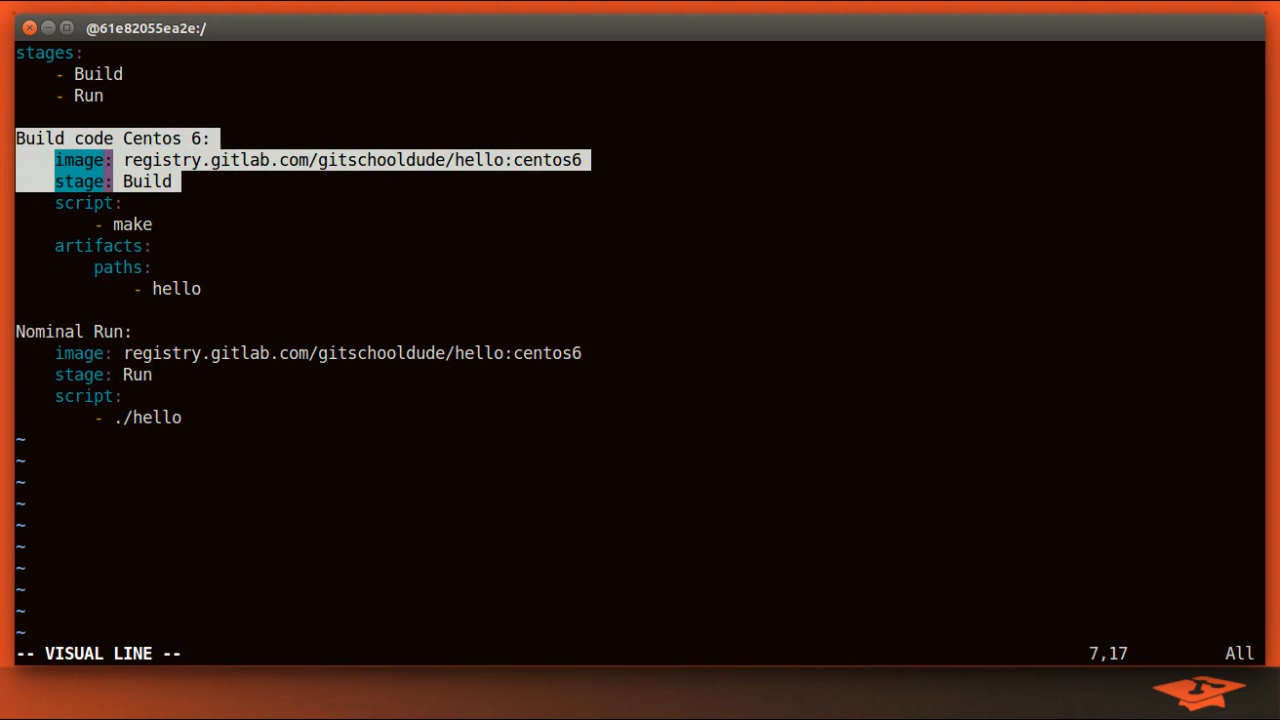 @61e82055ea2e:/
stages:
    - Build
    - Run

Build code Centos 6:
    image: registry.gitlab.com/gitschooldude/hello:centos6
    stage: Build
    script:
        - make
    artifacts:
        paths:
            - hello

Nominal Run:
    image: registry.gitlab.com/gitschooldude/hello:centos6
    stage: Run
    script:
        - ./hello
~
~
~
~
~
~
~
~
~
~
-- VISUAL LINE -- 7,17 All